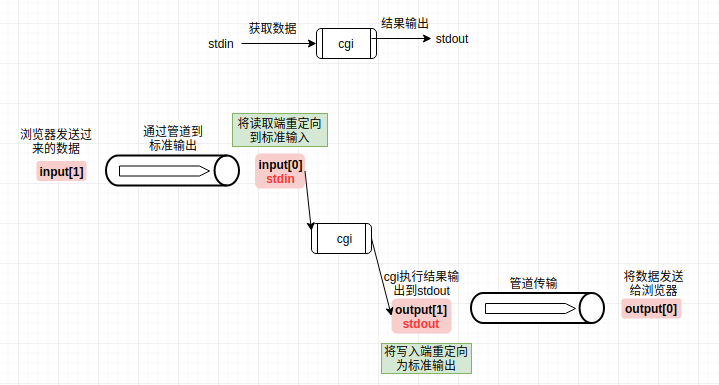 获取数据
结果输出
stdin
cgi
stdout
浏览器发送过
来的数据
input[1]
通过管道到
标准输出
将读取端重定向
到标准输入
input[0]
stdin
cgi
cgi执行结果输
出到stdout
output[1]
stdout
将写入端重定向
为标准输出
管道传输
将数据发送
给浏览器
output[0]